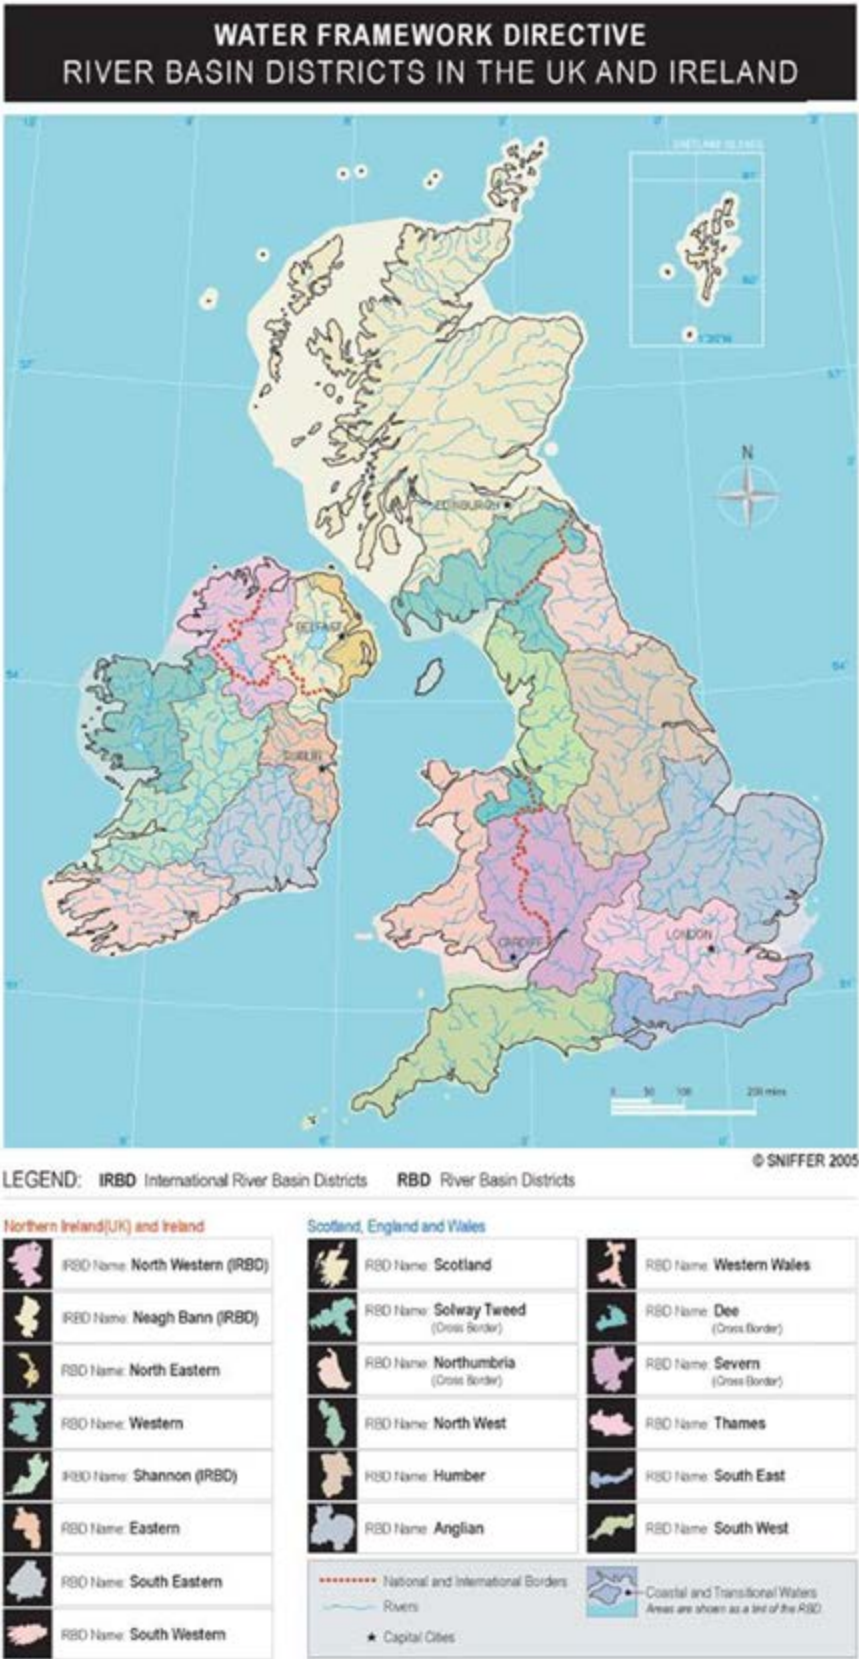 WATER FRAMEWORK DIRECTIVE
RIVER BASIN DISTRICTS IN THE UK AND IRELAND
SHETLAND ISLANDS
N
EDINBURGH
BELFAST
DUBLIN
CARDIFF
LONDON
0 50 100 200 miles
© SNIFFER 2005
LEGEND: IRBD International River Basin Districts RBD River Basin Districts
Northern Ireland(UK) and Ireland
IRBD Name: North Western (IRBD)
IRBD Name: Neagh Bann (IRBD)
RBD Name: North Eastern
RBD Name: Western
IRBD Name: Shannon (IRBD)
RBD Name: Eastern
RBD Name: South Eastern
RBD Name: South Western
Scotland, England and Wales
RBD Name: Scotland
RBD Name: Solway Tweed
(Cross Border)
RBD Name: Northumbria
(Cross Border)
RBD Name: North West
RBD Name: Humber
RBD Name: Anglian
RBD Name: Western Wales
RBD Name: Dee
(Cross Border)
RBD Name: Severn
(Cross Border)
RBD Name: Thames
RBD Name: South East
RBD Name: South West
National and International Borders
Rivers
Capital Cities
Coastal and Transitional Waters
Areas are shown as a tint of the RBD